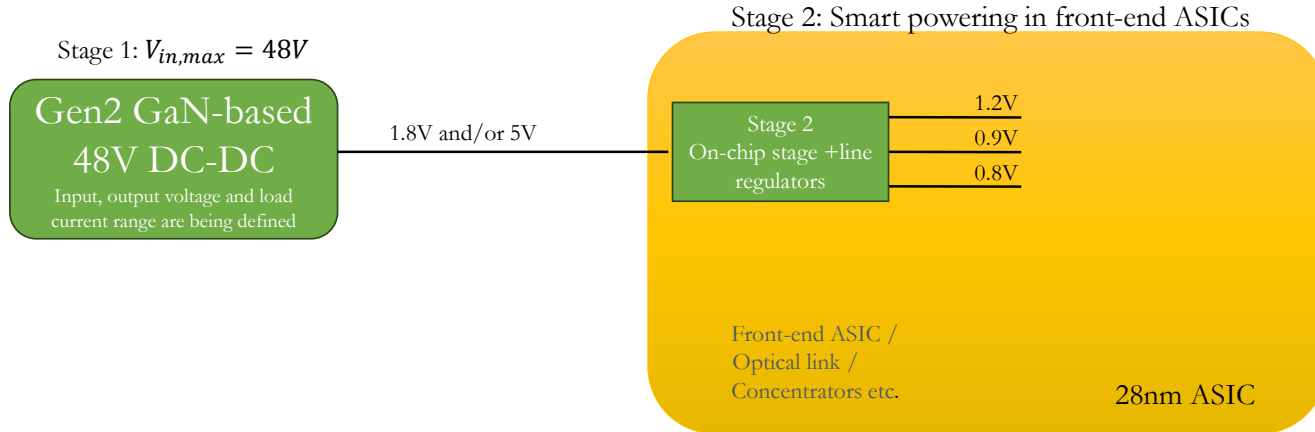 Stage 2: Smart powering in front-end ASICs
Stage 1: V_{in,max} = 48V
Gen2 GaN-based
48V DC-DC
Input, output voltage and load
current range are being defined
1.8V and/or 5V
Stage 2
On-chip stage +line
regulators
1.2V
0.9V
0.8V
Front-end ASIC /
Optical link /
Concentrators etc.
28nm ASIC